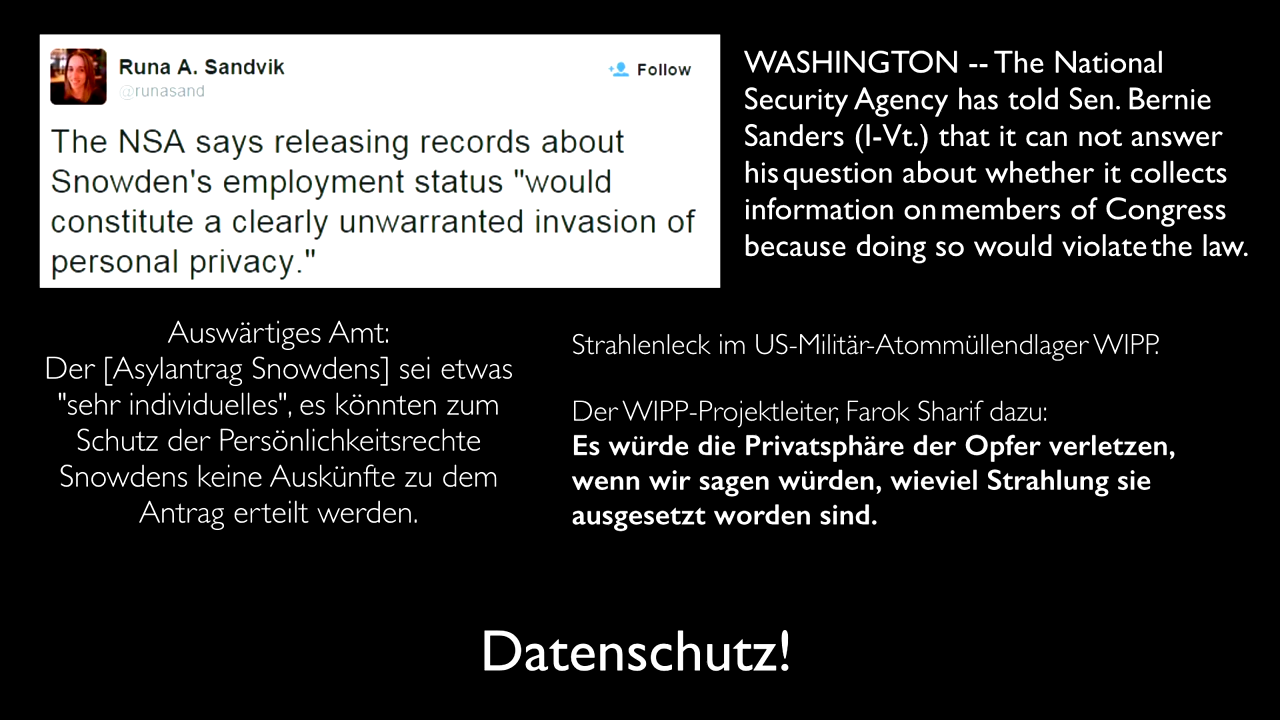 Runa A. Sandvik
@runasand
Follow
The NSA says releasing records about
Snowden's employment status "would
constitute a clearly unwarranted invasion of
personal privacy."
WASHINGTON -- The National
Security Agency has told Sen. Bernie
Sanders (I-Vt.) that it can not answer
his question about whether it collects
information on members of Congress
because doing so would violate the law.
Auswärtiges Amt:
Der [Asylantrag Snowdens] sei etwas
"sehr individuelles", es könnten zum
Schutz der Persönlichkeitsrechte
Snowdens keine Auskünfte zu dem
Antrag erteilt werden.
Strahlenleck im US-Militär-Atommüllendlager WIPP.
Der WIPP-Projektleiter, Farok Sharif dazu:
Es würde die Privatsphäre der Opfer verletzen,
wenn wir sagen würden, wieviel Strahlung sie
ausgesetzt worden sind.
Datenschutz!